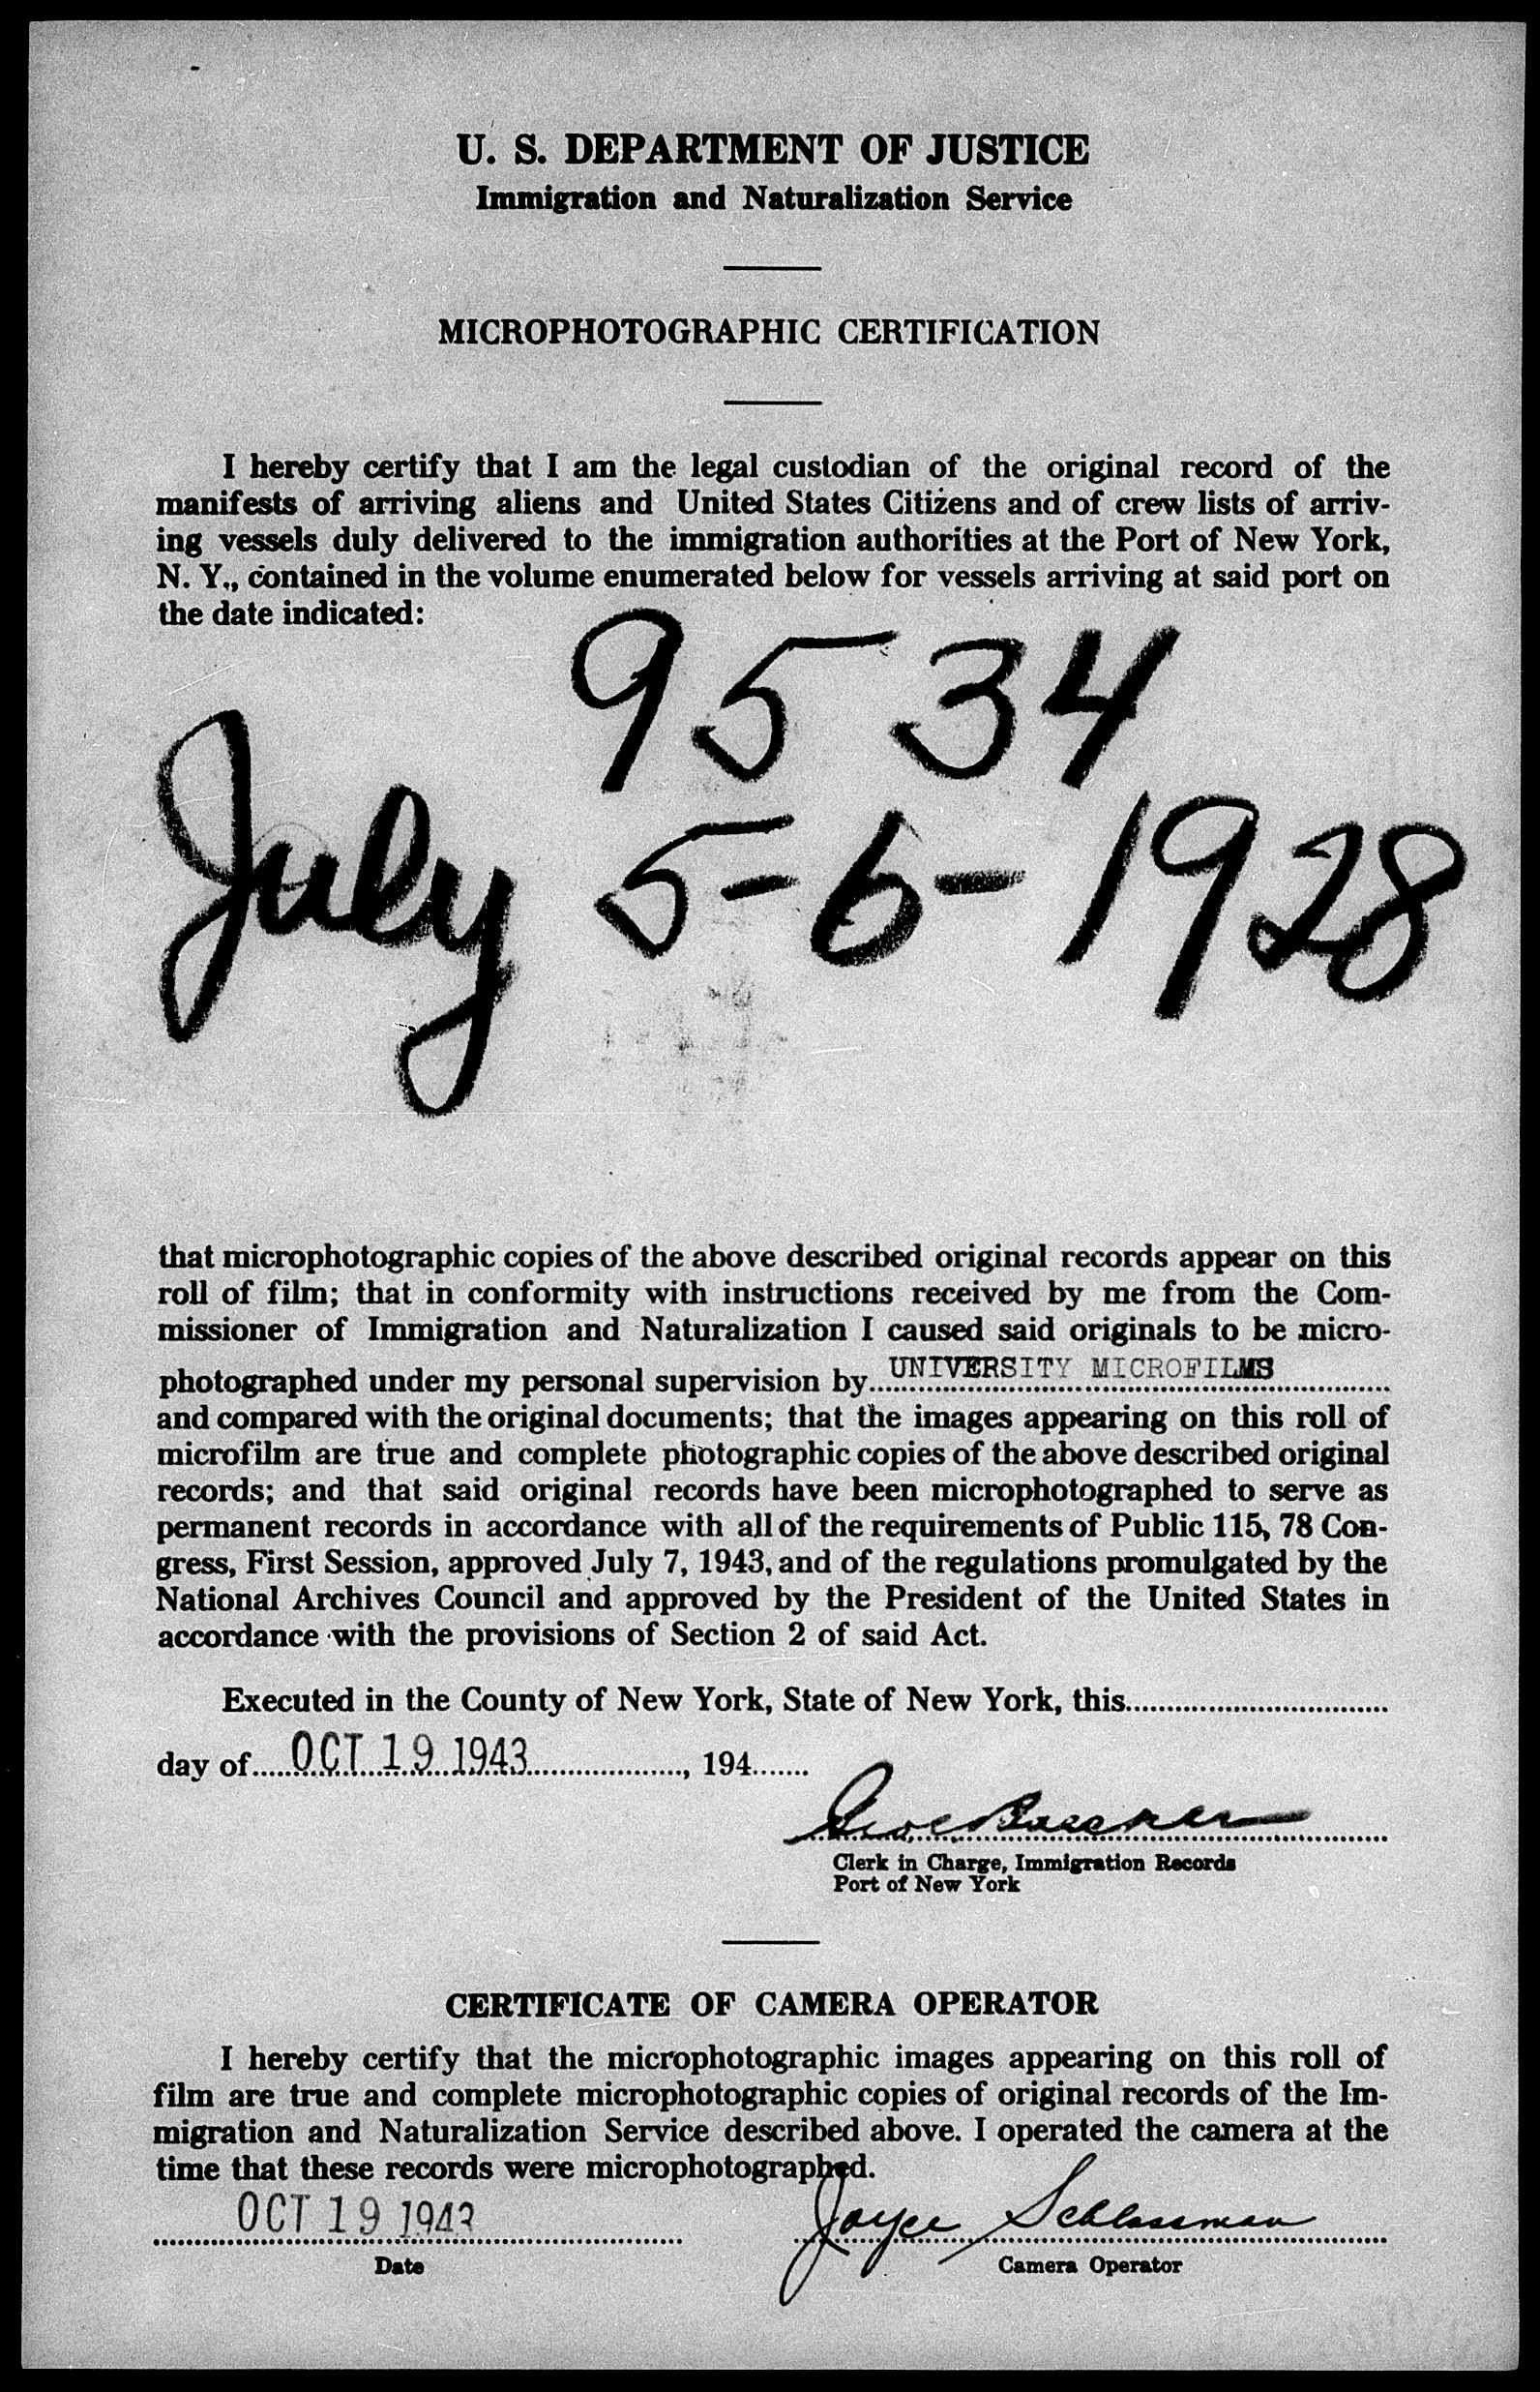 U. S. DEPARTMENT OF JUSTICE
Immigration and Naturalization Service
MICROPHOTOGRAPHIC CERTIFICATION
I hereby certify that I am the legal custodian of the original record of the
manifests of arriving aliens and United States Citizens and of crew lists of arriv-
ing vessels duly delivered to the immigration authorities at the Port of New York,
N. Y., contained in the volume enumerated below for vessels arriving at said port on
the date indicated:
9534
July 5-6-1928
that microphotographic copies of the above described original records appear on this
roll of film; that in conformity with instructions received by me from the Com-
missioner of Immigration and Naturalization I caused said originals to be micro-
photographed under my personal supervision by UNIVERSITY MICROFILMS
and compared with the original documents; that the images appearing on this roll of
microfilm are true and complete photographic copies of the above described original
records; and that said original records have been microphotographed to serve as
permanent records in accordance with all of the requirements of Public 115, 78 Con-
gress, First Session, approved July 7, 1943, and of the regulations promulgated by the
National Archives Council and approved by the President of the United States in
accordance with the provisions of Section 2 of said Act.
Executed in the County of New York, State of New York, this
day of OCT 19 1943, 194
Clerk in Charge, Immigration Records
Port of New York
CERTIFICATE OF CAMERA OPERATOR
I hereby certify that the microphotographic images appearing on this roll of
film are true and complete microphotographic copies of original records of the Im-
migration and Naturalization Service described above. I operated the camera at the
time that these records were microphotographed.
OCT 19 1943 Joyce Schlossman
Date Camera Operator